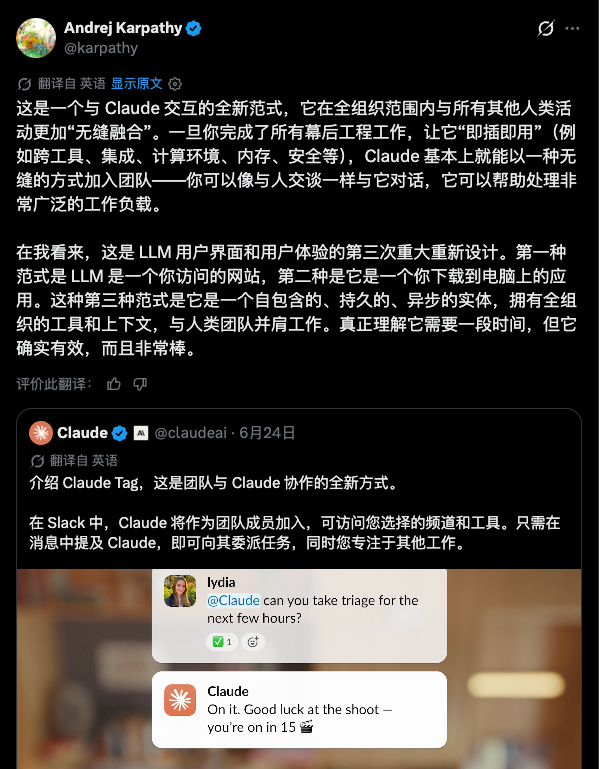 Andrej Karpathy
@karpathy
翻译自 英语 显示原文
这是一个与 Claude 交互的全新范式，它在全组织范围内与所有其他人类活
动更加“无缝融合”。一旦你完成了所有幕后工程工作，让它“即插即用”（例
如跨工具、集成、计算环境、内存、安全等），Claude 基本上就能以一种无
缝的方式加入团队——你可以像与人交谈一样与它对话，它可以帮助处理非
常广泛的工作负载。
在我看来，这是 LLM 用户界面和用户体验的第三次重大重新设计。第一种
范式是 LLM 是一个你访问的网站，第二种是它是一个你下载到电脑上的应
用。这种第三种范式是它是一个自包含的、持久的、异步的实体，拥有全组
织的工具和上下文，与人类团队并肩工作。真正理解它需要一段时间，但它
确实有效，而且非常棒。
评价此翻译：
Claude @claudeai · 6月24日
翻译自 英语
介绍 Claude Tag，这是团队与 Claude 协作的全新方式。
在 Slack 中，Claude 将作为团队成员加入，可访问您选择的频道和工具。只需在
消息中提及 Claude，即可向其委派任务，同时您专注于其他工作。
lydia
@Claude can you take triage for the
next few hours?
✅ 1
Claude
On it. Good luck at the shoot –
you're on in 15 🎬